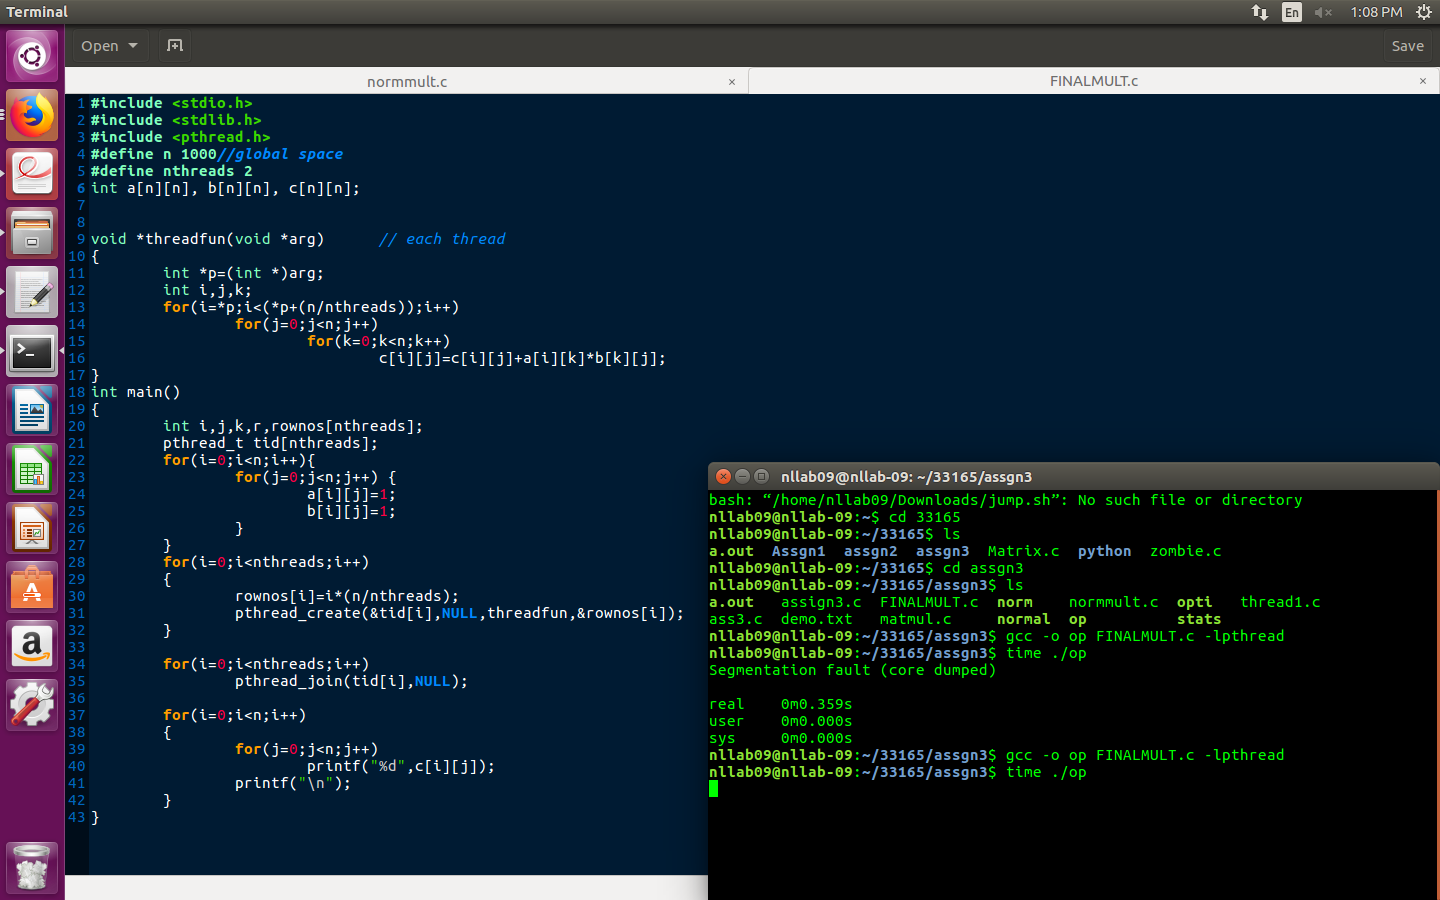 Terminal
En
1:08 PM
Open
Save
normmult.c ×
FINALMULT.c ×
1 #include <stdio.h>
2 #include <stdlib.h>
3 #include <pthread.h>
4 #define n 1000//global space
5 #define nthreads 2
6 int a[n][n], b[n][n], c[n][n];
7
8
9 void *threadfun(void *arg)      // each thread
10 {
11         int *p=(int *)arg;
12         int i,j,k;
13         for(i=*p;i<(*p+(n/nthreads));i++)
14                 for(j=0;j<n;j++)
15                         for(k=0;k<n;k++)
16                                 c[i][j]=c[i][j]+a[i][k]*b[k][j];
17 }
18 int main()
19 {
20         int i,j,k,r,rownos[nthreads];
21         pthread_t tid[nthreads];
22         for(i=0;i<n;i++){
23                 for(j=0;j<n;j++) {
24                         a[i][j]=1;
25                         b[i][j]=1;
26                 }
27         }
28         for(i=0;i<nthreads;i++)
29         {
30                 rownos[i]=i*(n/nthreads);
31                 pthread_create(&tid[i],NULL,threadfun,&rownos[i]);
32         }
33
34         for(i=0;i<nthreads;i++)
35                 pthread_join(tid[i],NULL);
36
37         for(i=0;i<n;i++)
38         {
39                 for(j=0;j<n;j++)
40                         printf("%d",c[i][j]);
41                 printf("\n");
42         }
43 }
nllab09@nllab-09: ~/33165/assgn3
bash: “/home/nllab09/Downloads/jump.sh”: No such file or directory
nllab09@nllab-09:~$ cd 33165
nllab09@nllab-09:~/33165$ ls
a.out  Assgn1  assgn2  assgn3  Matrix.c  python  zombie.c
nllab09@nllab-09:~/33165$ cd assgn3
nllab09@nllab-09:~/33165/assgn3$ ls
a.out   assign3.c  FINALMULT.c  norm    normmult.c  opti   thread1.c
ass3.c  demo.txt   matmul.c     normal  op          stats
nllab09@nllab-09:~/33165/assgn3$ gcc -o op FINALMULT.c -lpthread
nllab09@nllab-09:~/33165/assgn3$ time ./op
Segmentation fault (core dumped)
real    0m0.359s
user    0m0.000s
sys     0m0.000s
nllab09@nllab-09:~/33165/assgn3$ gcc -o op FINALMULT.c -lpthread
nllab09@nllab-09:~/33165/assgn3$ time ./op